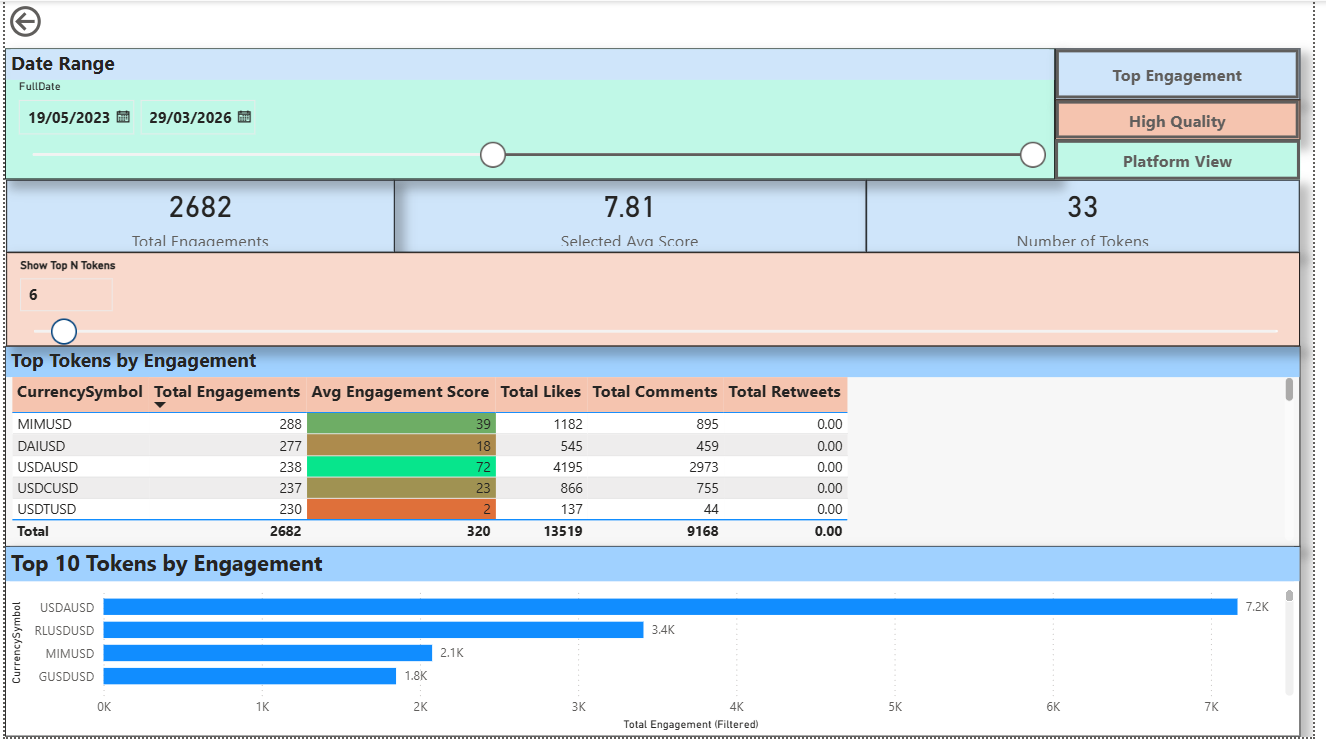 Date Range
FullDate
19/05/2023 29/03/2026
Top Engagement
High Quality
Platform View
2682
Total Engagements
7.81
Selected Avg Score
33
Number of Tokens
Show Top N Tokens
6
Top Tokens by Engagement
CurrencySymbol Total Engagements Avg Engagement Score Total Likes Total Comments Total Retweets
MIMUSD 288 39 1182 895 0.00
DAIUSD 277 18 545 459 0.00
USDAUSD 238 72 4195 2973 0.00
USDCUSD 237 23 866 755 0.00
USDTUSD 230 2 137 44 0.00
Total 2682 320 13519 9168 0.00
Top 10 Tokens by Engagement
CurrencySymbol
USDAUSD 7.2K
RLUSDUSD 3.4K
MIMUSD 2.1K
GUSDUSD 1.8K
0K 1K 2K 3K 4K 5K 6K 7K
Total Engagement (Filtered)